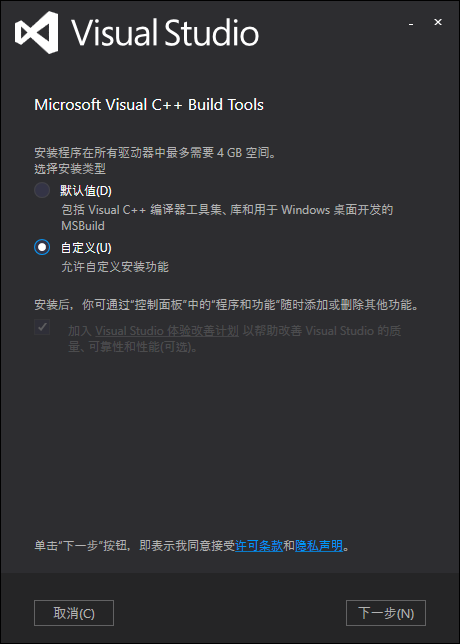 Visual Studio
Microsoft Visual C++ Build Tools
安装程序在所有驱动器中最多需要 4 GB 空间。
选择安装类型
默认值(D)
包括 Visual C++ 编译器工具集、库和用于 Windows 桌面开发的
MSBuild
自定义(U)
允许自定义安装功能
安装后，你可通过“控制面板”中的“程序和功能”随时添加或删除其他功能。
加入 Visual Studio 体验改善计划 以帮助改善 Visual Studio 的质
量、可靠性和性能(可选)。
单击“下一步”按钮，即表示我同意接受许可条款和隐私声明。
取消(C)
下一步(N)